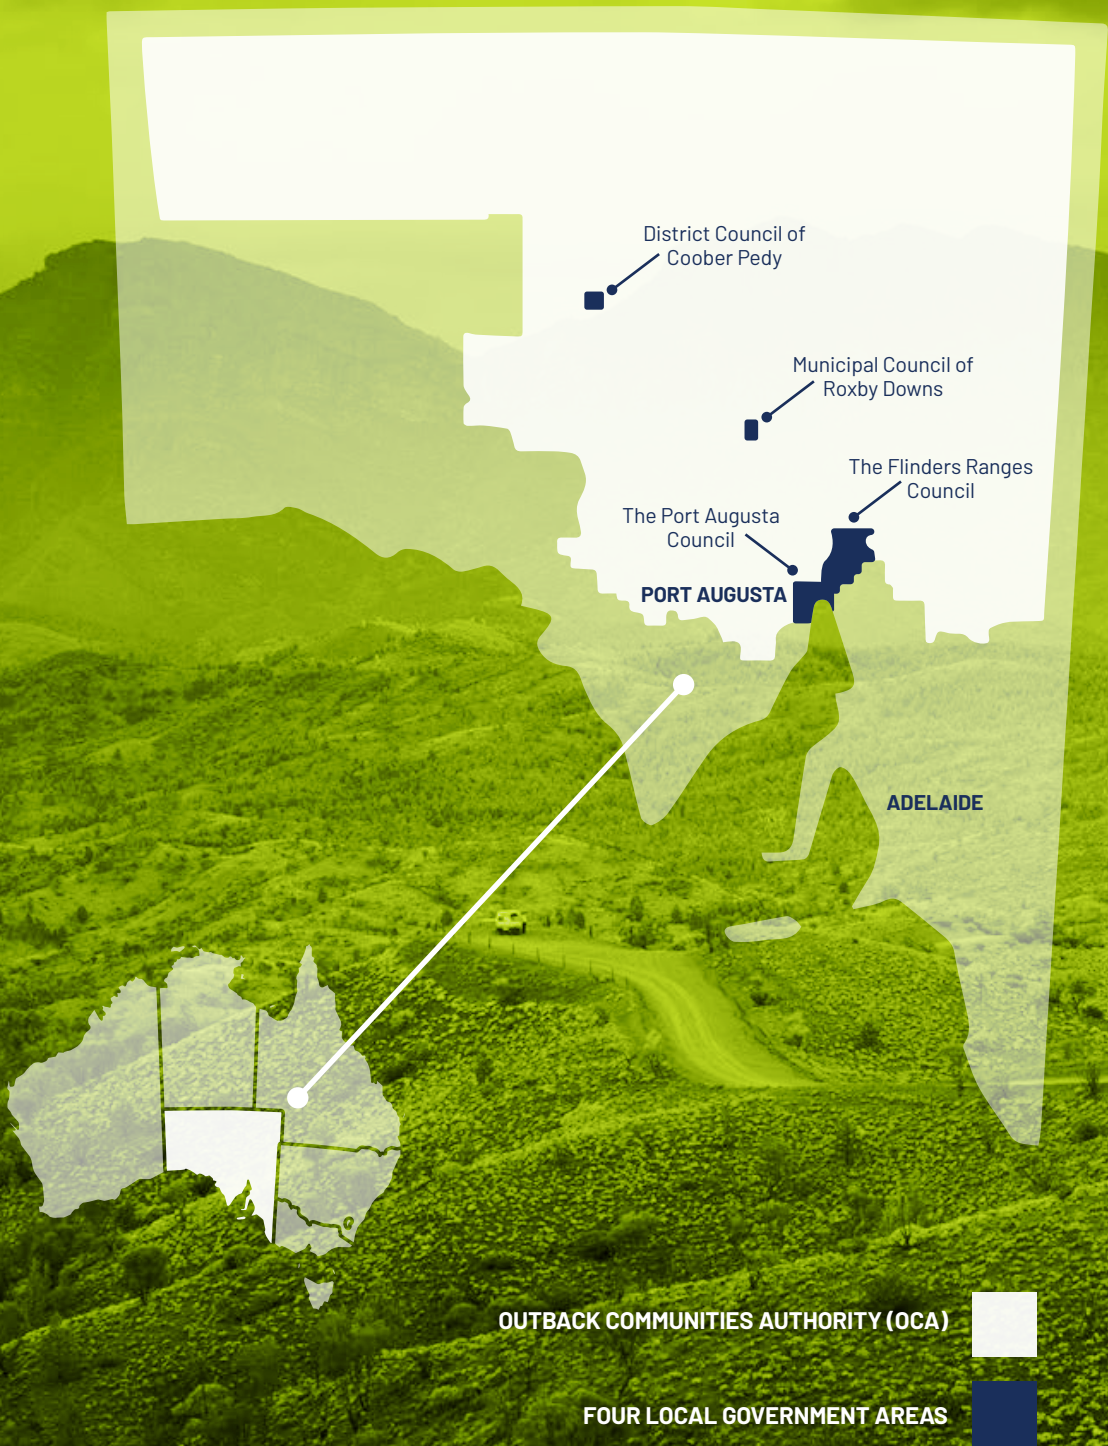 District Council of
Coober Pedy
Municipal Council of
Roxby Downs
The Flinders Ranges
Council
The Port Augusta
Council
PORT AUGUSTA
ADELAIDE
OUTBACK COMMUNITIES AUTHORITY (OCA)
FOUR LOCAL GOVERNMENT AREAS